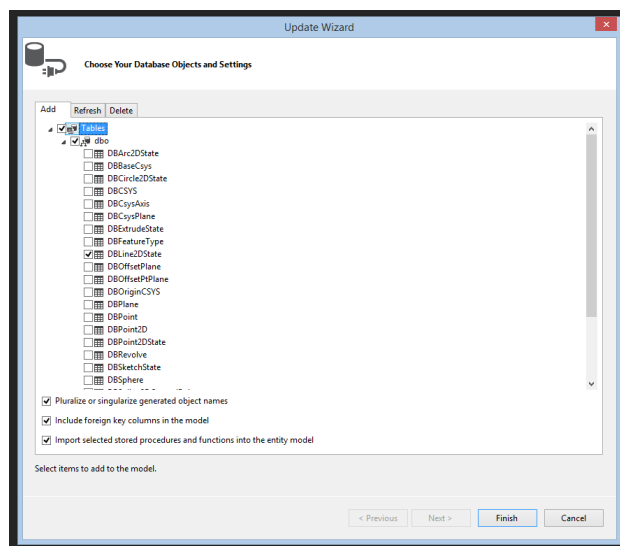 Update Wizard
Choose Your Database Objects and Settings
Add Refresh Delete
Tables
dbo
DBArc2DState
DBBaseCsys
DBCircle2DState
DBCSYS
DBCsysAxis
DBCsysPlane
DBExtrudeState
DBFeatureType
DBLine2DState
DBOffsetPlane
DBOffsetPtPlane
DBOriginCSYS
DBPlane
DBPoint
DBPoint2D
DBPoint2DState
DBRevolve
DBSketchState
DBSphere
Pluralize or singularize generated object names
Include foreign key columns in the model
Import selected stored procedures and functions into the entity model
Select items to add to the model.
< Previous Next > Finish Cancel